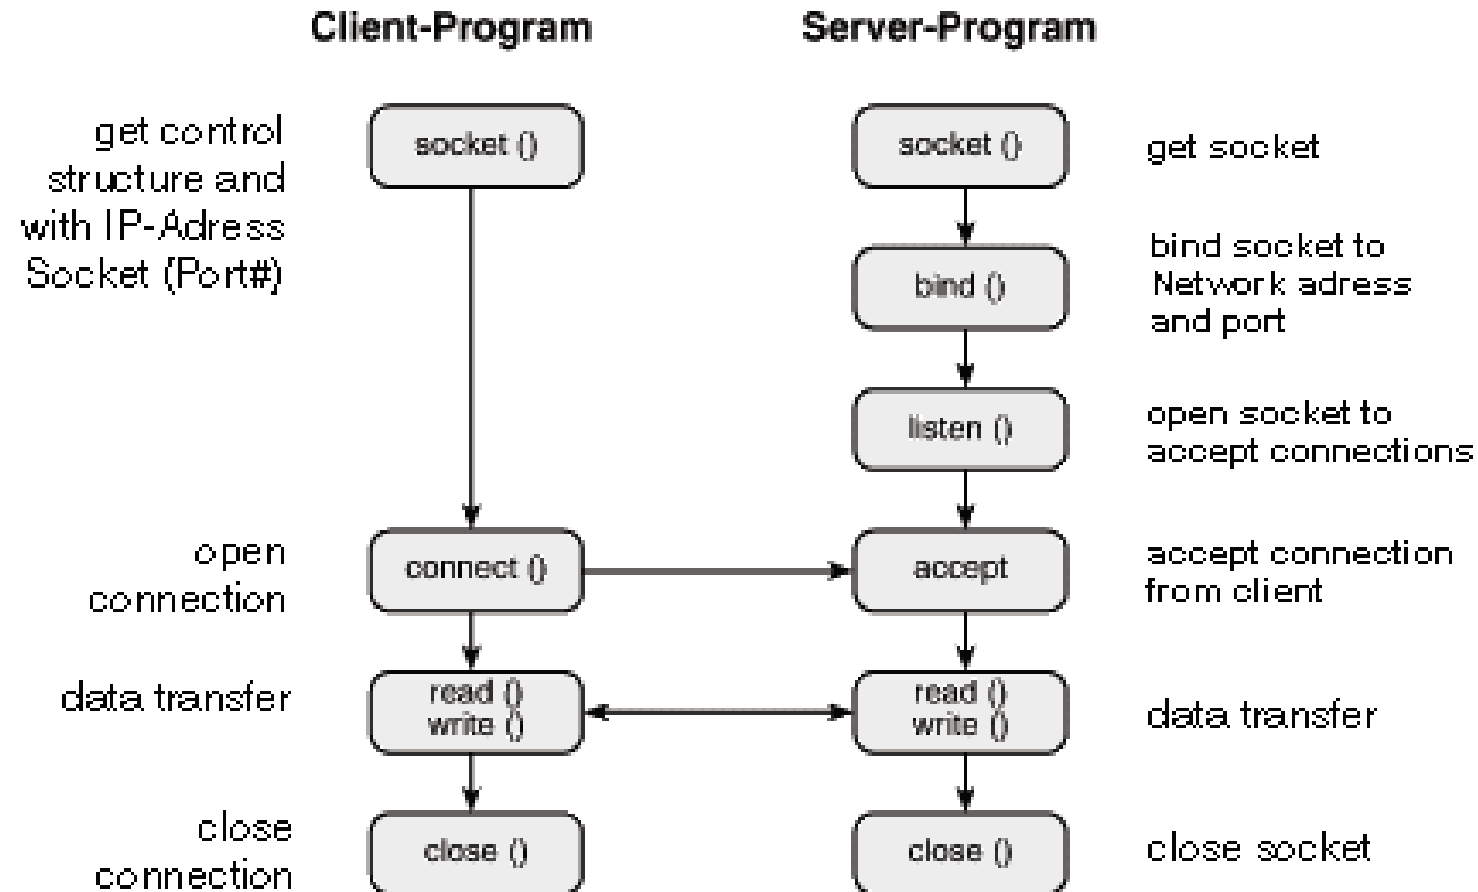 Client-Program
Server-Program
get control
structure and
with IP-Adress
Socket (Port#)
socket ()
socket ()
get socket
bind ()
bind socket to
Network adress
and port
listen ()
open socket to
accept connections
open
connection
connect ()
accept
accept connection
from client
data transfer
read ()
write ()
read ()
write ()
data transfer
close
connection
close ()
close ()
close socket